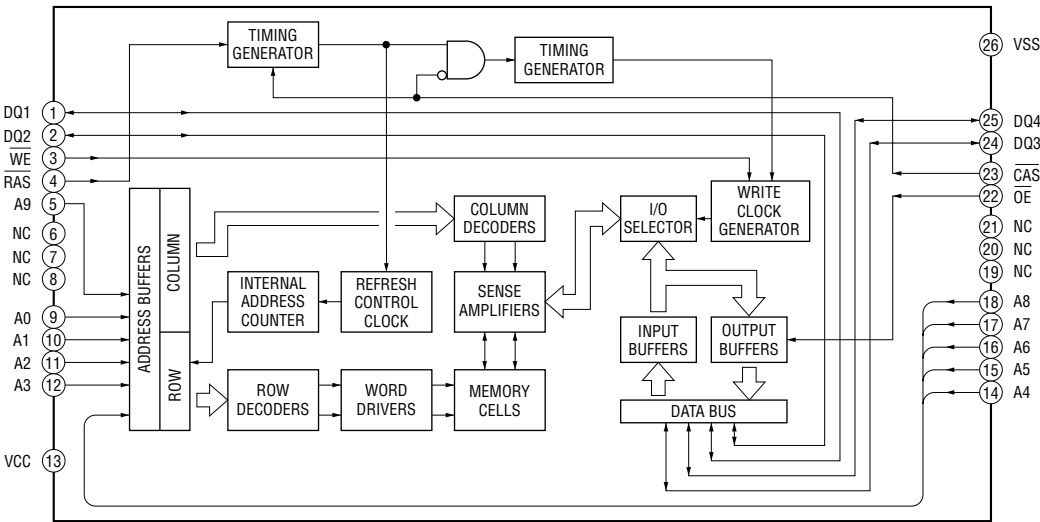 TIMING
GENERATOR
TIMING
GENERATOR
26 VSS
DQ1 1
DQ2 2
WE 3
RAS 4
A9 5
NC 6
NC 7
NC 8
A0 9
A1 10
A2 11
A3 12
VCC 13
25 DQ4
24 DQ3
23 CAS
22 OE
21 NC
20 NC
19 NC
18 A8
17 A7
16 A6
15 A5
14 A4
ADDRESS BUFFERS
COLUMN
ROW
COLUMN
DECODERS
I/O
SELECTOR
WRITE
CLOCK
GENERATOR
INTERNAL
ADDRESS
COUNTER
REFRESH
CONTROL
CLOCK
SENSE
AMPLIFIERS
INPUT
BUFFERS
OUTPUT
BUFFERS
ROW
DECODERS
WORD
DRIVERS
MEMORY
CELLS
DATA BUS